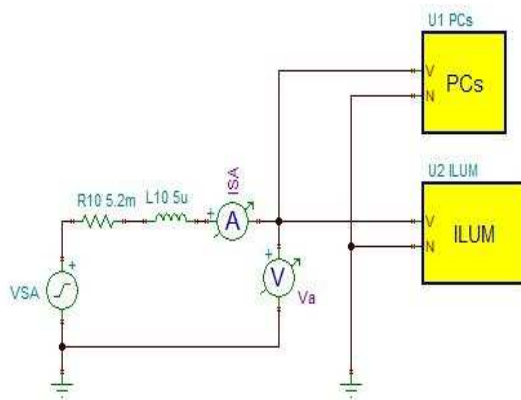 U1 PCs
V
PCs
N
U2 ILUM
V
ILUM
N
ISA
R10 5.2m
L10 5u
+
A
+
V
Va
+
VSA